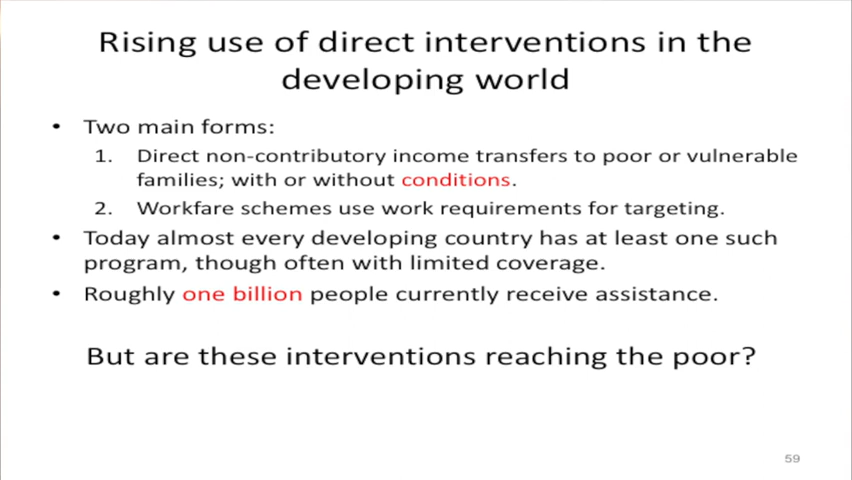 Rising use of direct interventions in the
developing world
• Two main forms:
1. Direct non-contributory income transfers to poor or vulnerable
families; with or without conditions.
2. Workfare schemes use work requirements for targeting.
• Today almost every developing country has at least one such
program, though often with limited coverage.
• Roughly one billion people currently receive assistance.
But are these interventions reaching the poor?
59